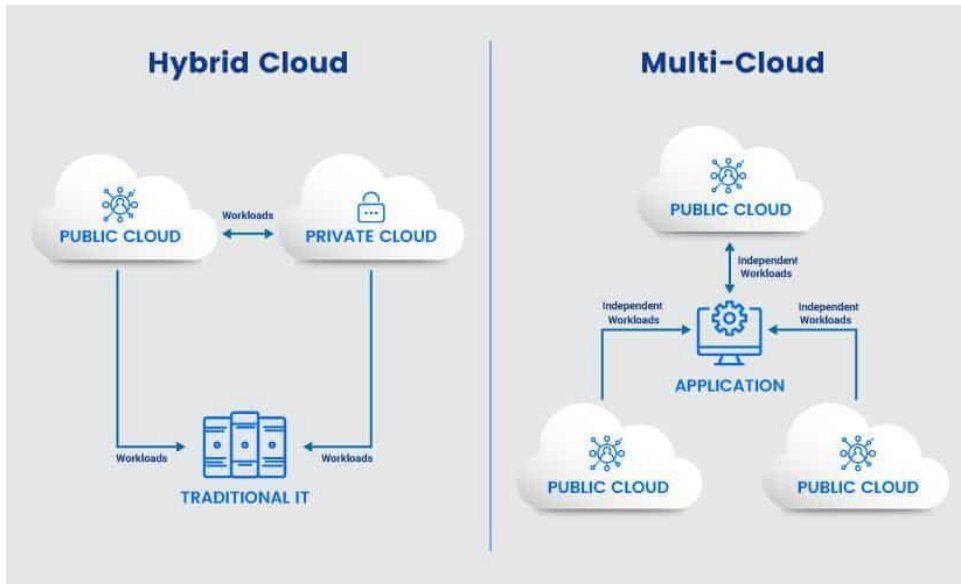 Hybrid Cloud
Workloads
PUBLIC CLOUD
PRIVATE CLOUD
Workloads
Workloads
TRADITIONAL IT
Multi-Cloud
PUBLIC CLOUD
Independent
Workloads
Independent
Workloads
Independent
Workloads
APPLICATION
PUBLIC CLOUD
PUBLIC CLOUD